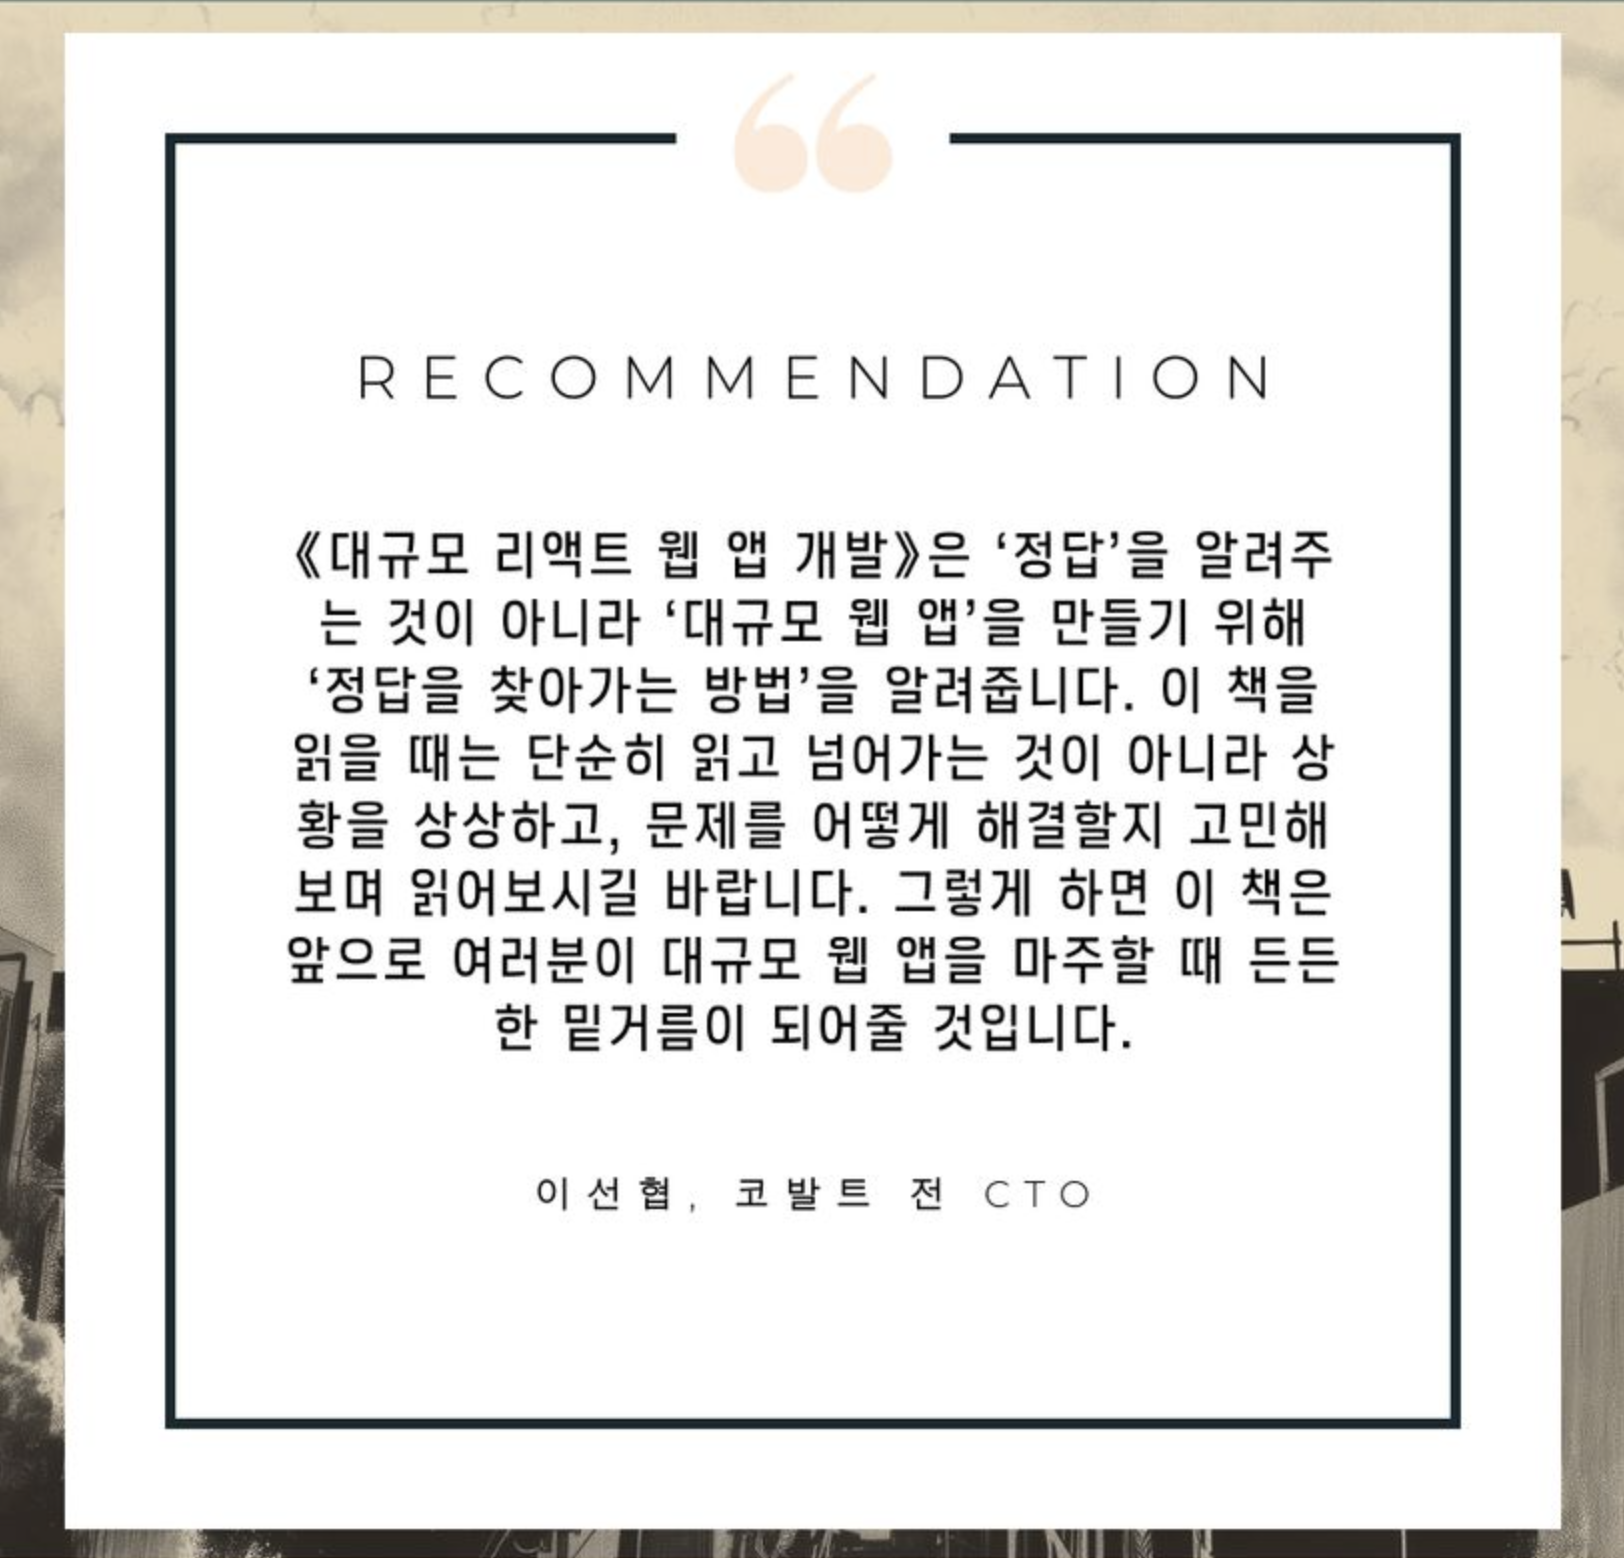 “
RECOMMENDATION
《대규모 리액트 웹 앱 개발》은 ‘정답’을 알려주
는 것이 아니라 ‘대규모 웹 앱’을 만들기 위해
‘정답을 찾아가는 방법’을 알려줍니다. 이 책을
읽을 때는 단순히 읽고 넘어가는 것이 아니라 상
황을 상상하고, 문제를 어떻게 해결할지 고민해
보며 읽어보시길 바랍니다. 그렇게 하면 이 책은
앞으로 여러분이 대규모 웹 앱을 마주할 때 든든
한 밑거름이 되어줄 것입니다.
이선협, 코발트 전 CTO